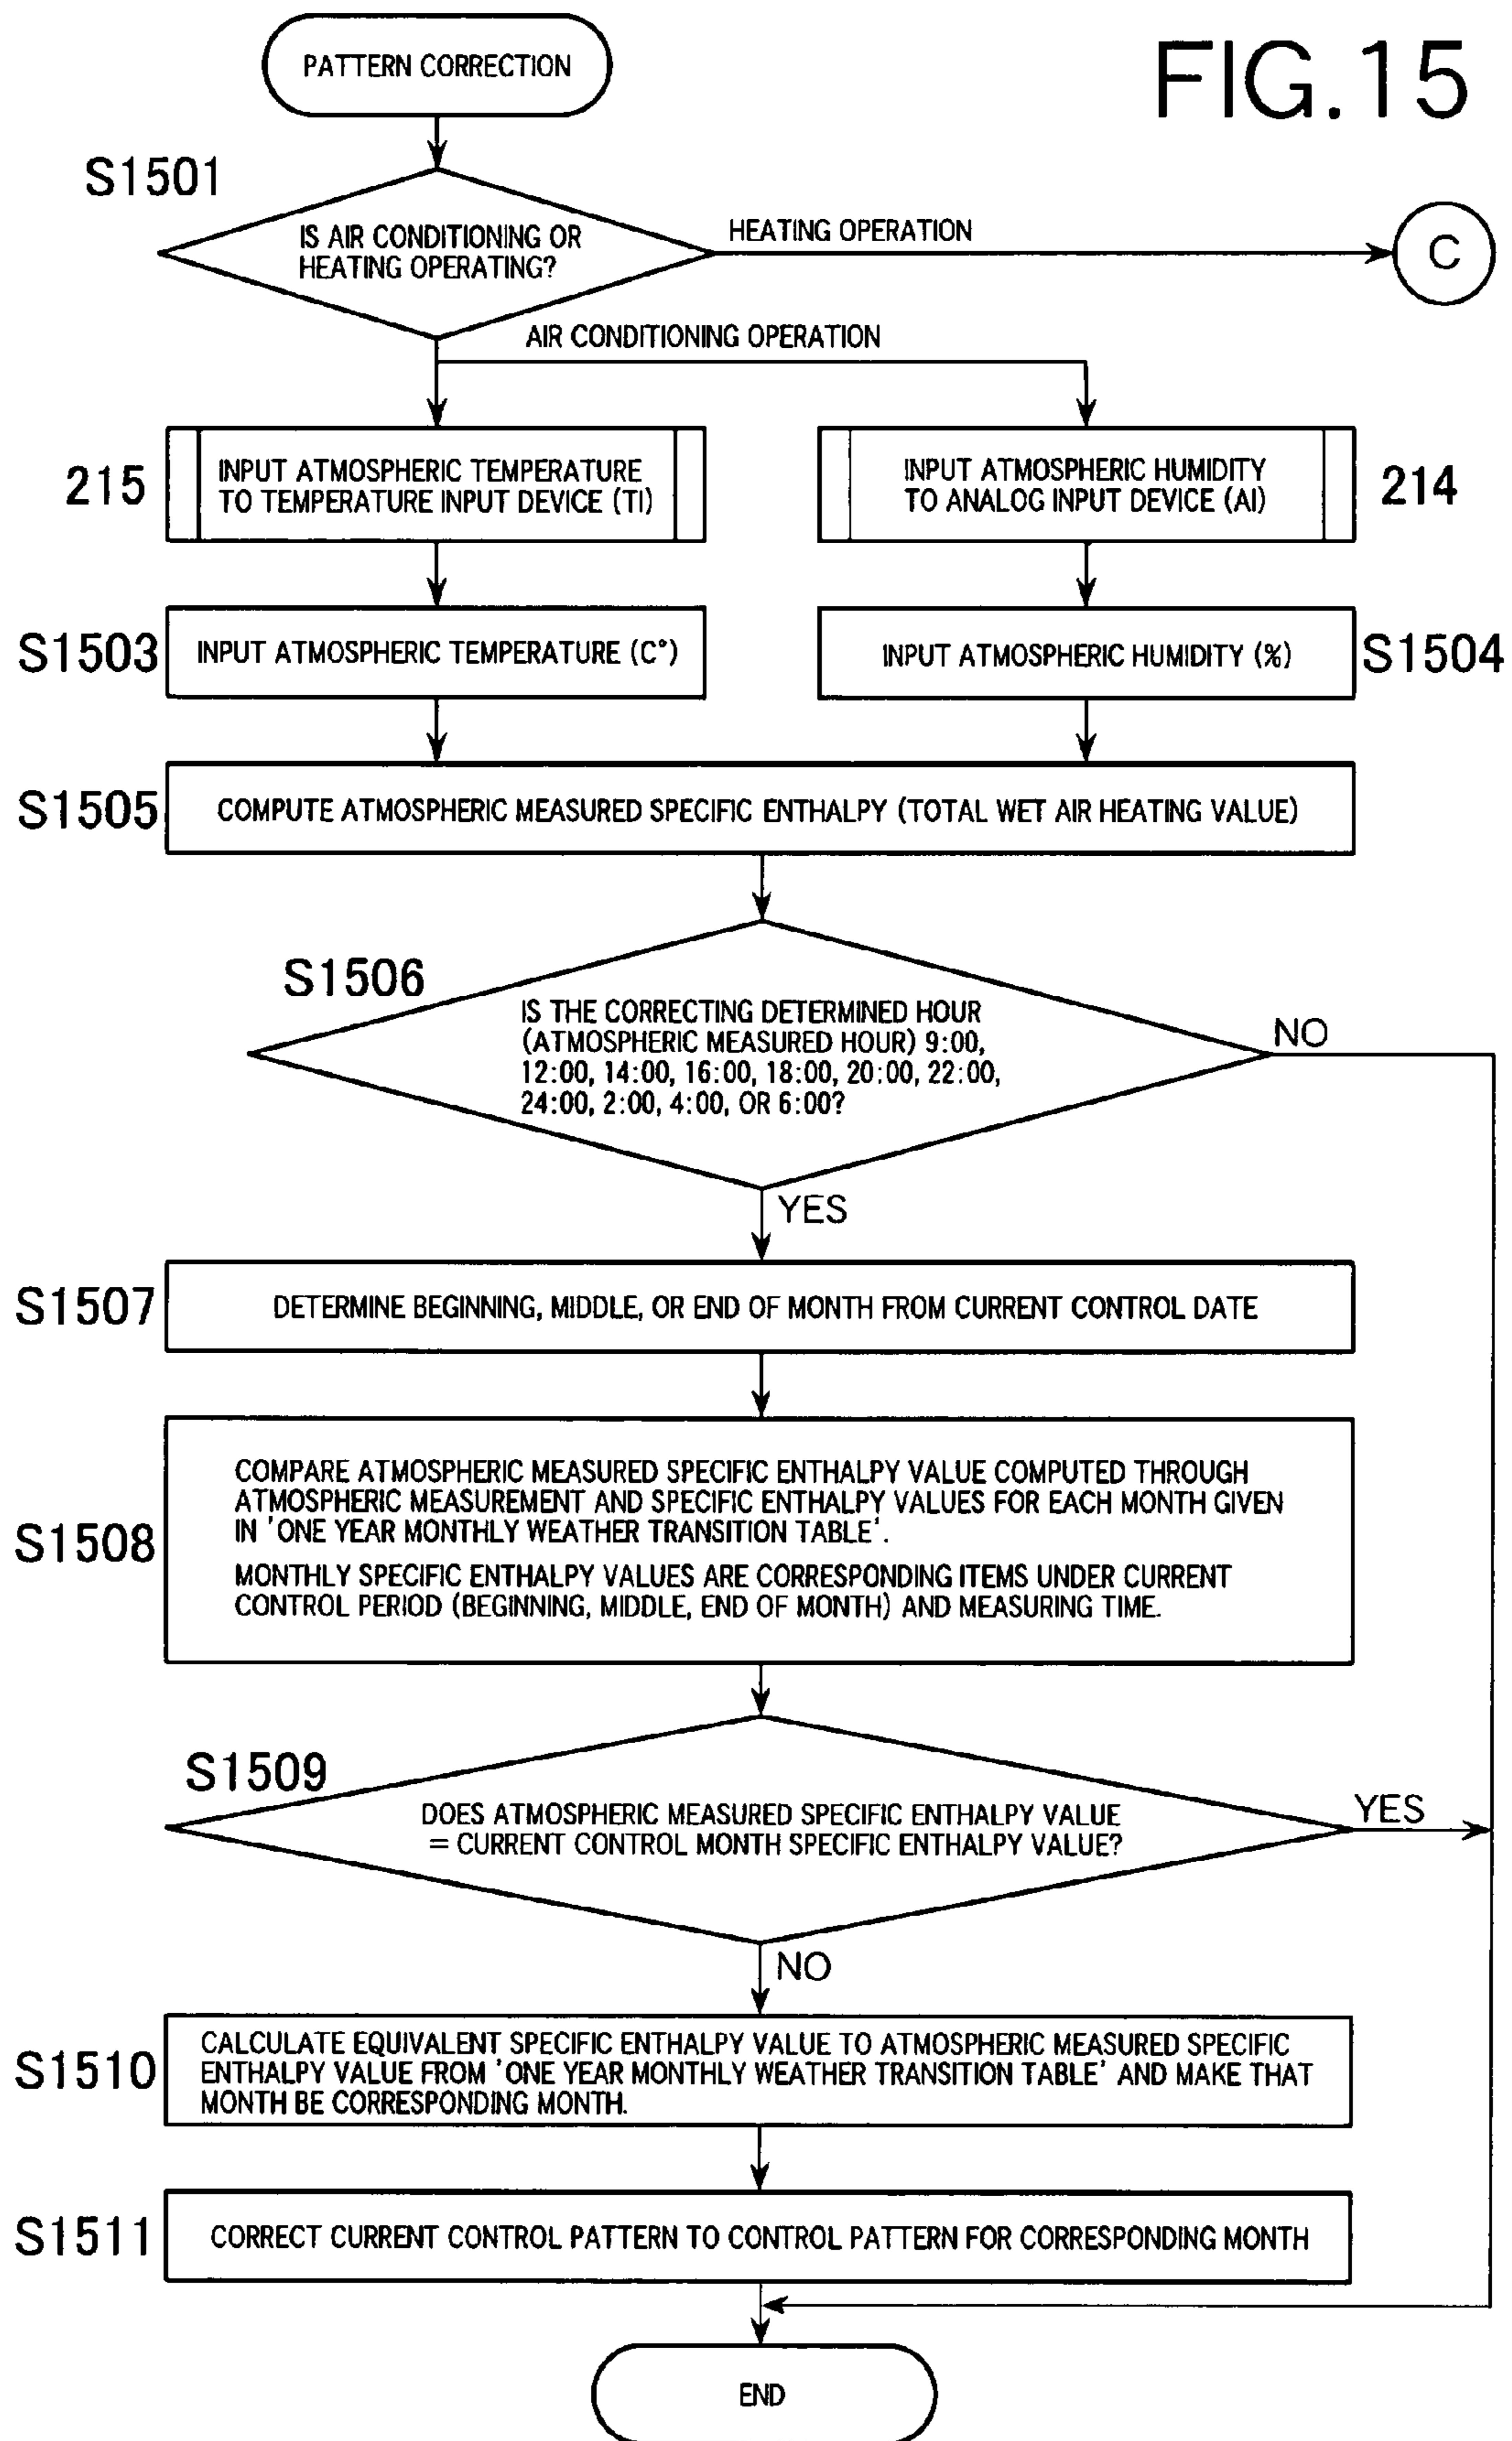 PATTERN CORRECTION
FIG.15
S1501
IS AIR CONDITIONING OR
HEATING OPERATING?
HEATING OPERATION
C
AIR CONDITIONING OPERATION
215
INPUT ATMOSPHERIC TEMPERATURE
TO TEMPERATURE INPUT DEVICE (TI)
INPUT ATMOSPHERIC HUMIDITY
TO ANALOG INPUT DEVICE (AI)
214
S1503
INPUT ATMOSPHERIC TEMPERATURE (C°)
INPUT ATMOSPHERIC HUMIDITY (%)
S1504
S1505
COMPUTE ATMOSPHERIC MEASURED SPECIFIC ENTHALPY (TOTAL WET AIR HEATING VALUE)
S1506
IS THE CORRECTING DETERMINED HOUR
(ATMOSPHERIC MEASURED HOUR) 9:00,
12:00, 14:00, 16:00, 18:00, 20:00, 22:00,
24:00, 2:00, 4:00, OR 6:00?
NO
YES
S1507
DETERMINE BEGINNING, MIDDLE, OR END OF MONTH FROM CURRENT CONTROL DATE
S1508
COMPARE ATMOSPHERIC MEASURED SPECIFIC ENTHALPY VALUE COMPUTED THROUGH
ATMOSPHERIC MEASUREMENT AND SPECIFIC ENTHALPY VALUES FOR EACH MONTH GIVEN
IN 'ONE YEAR MONTHLY WEATHER TRANSITION TABLE'.
MONTHLY SPECIFIC ENTHALPY VALUES ARE CORRESPONDING ITEMS UNDER CURRENT
CONTROL PERIOD (BEGINNING, MIDDLE, END OF MONTH) AND MEASURING TIME.
S1509
DOES ATMOSPHERIC MEASURED SPECIFIC ENTHALPY VALUE
= CURRENT CONTROL MONTH SPECIFIC ENTHALPY VALUE?
YES
NO
S1510
CALCULATE EQUIVALENT SPECIFIC ENTHALPY VALUE TO ATMOSPHERIC MEASURED SPECIFIC
ENTHALPY VALUE FROM 'ONE YEAR MONTHLY WEATHER TRANSITION TABLE' AND MAKE THAT
MONTH BE CORRESPONDING MONTH.
S1511
CORRECT CURRENT CONTROL PATTERN TO CONTROL PATTERN FOR CORRESPONDING MONTH
END